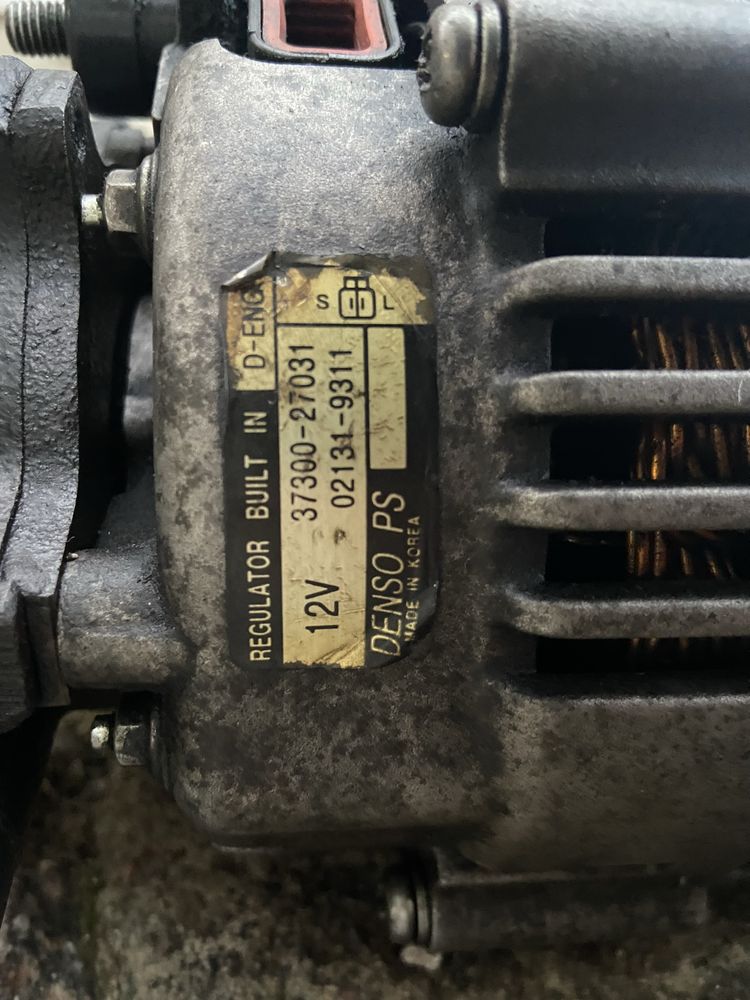 S L
D-ENG
REGULATOR BUILT IN
12V 37300-27031
02131-9311
DENSO PS
MADE IN KOREA